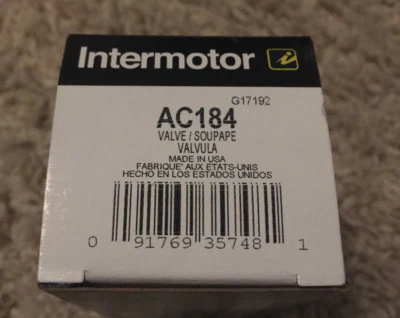 Intermotor
G17192
AC184
VALVE / SOUPAPE
VALVULA
MADE IN USA
FABRIQUE' AUX ETATS-UNIS
HECHO EN LOS ESTADOS UNIDOS
0 91769 35748 1